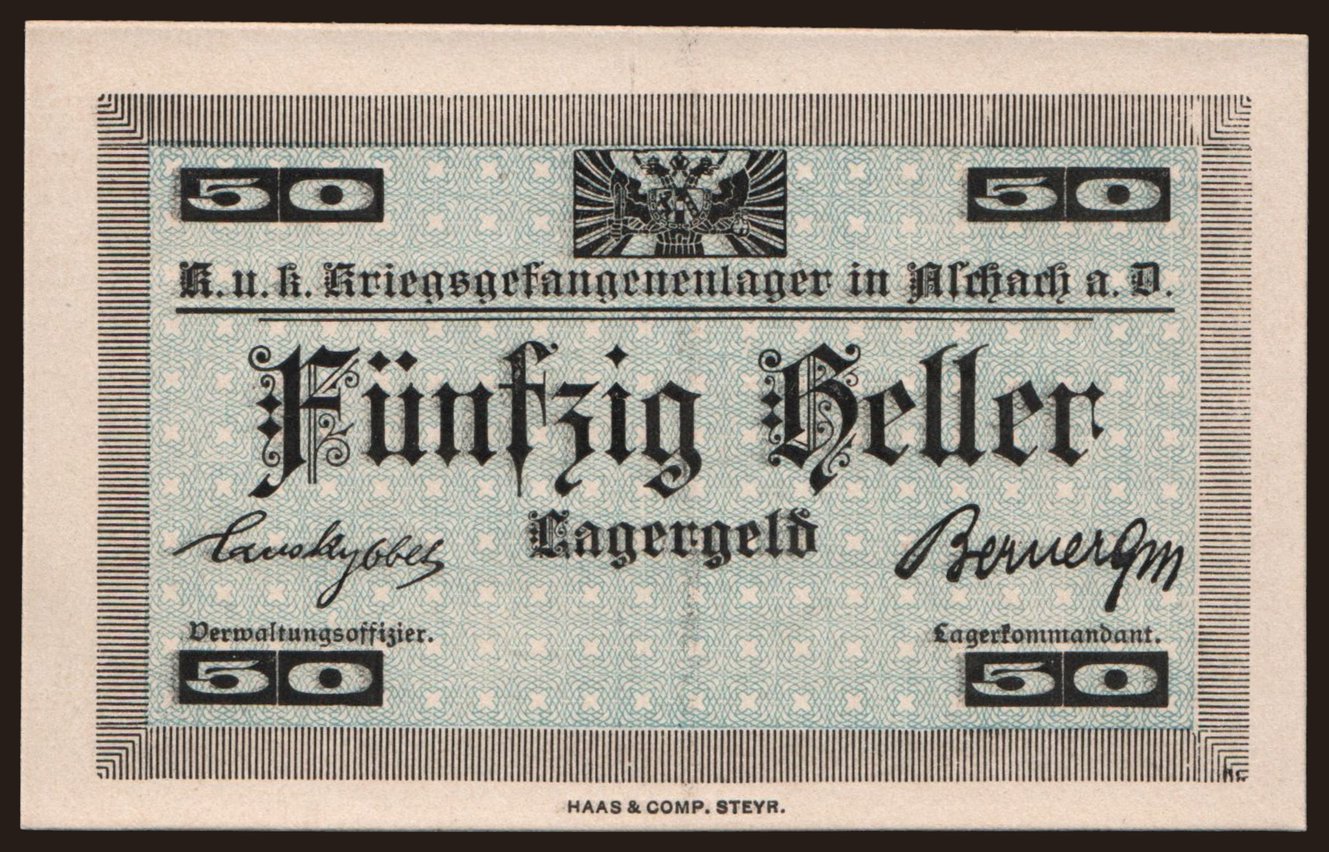 50 50
K. u. k. Kriegsgefangenenlager in Aschach a. D.
Fünfzig Heller
Lagergeld
Verwaltungsoffizier. Lagerkommandant.
50 50
HAAS & COMP. STEYR.